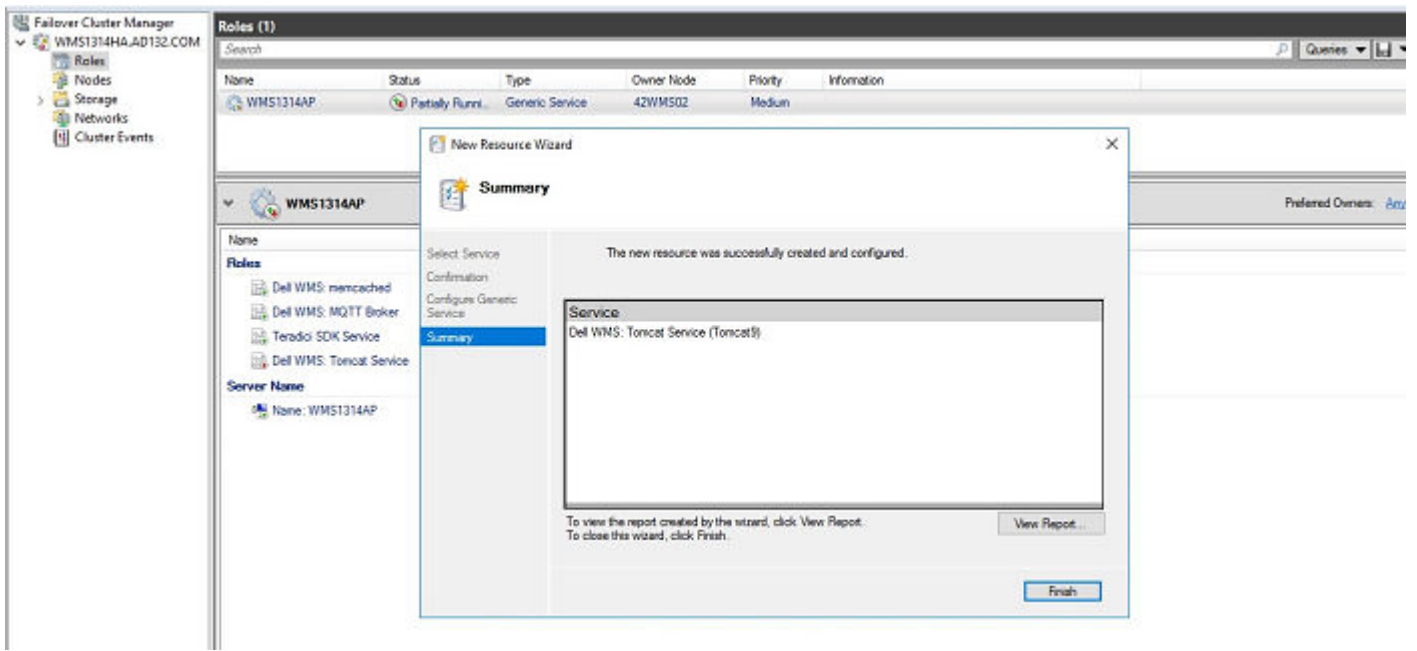 Failover Cluster Manager
WMS1314HA.AD132.COM
Roles
Nodes
Storage
Networks
Cluster Events
Roles (1)
Search
Queries
Name Status Type Owner Node Priority Information
WMS1314AP Partially Runni... Generic Service 42WMS02 Medium
WMS1314AP
Preferred Owners: Any
Name
Roles
Dell WMS: memcached
Dell WMS: MQTT Broker
Teradici SDK Service
Dell WMS: Tomcat Service
Server Name
Name: WMS1314AP
New Resource Wizard
Summary
Select Service
Confirmation
Configure Generic
Service
Summary
The new resource was successfully created and configured.
Service
Dell WMS: Tomcat Service (Tomcat9)
To view the report created by the wizard, click View Report.
To close this wizard, click Finish.
View Report...
Finish